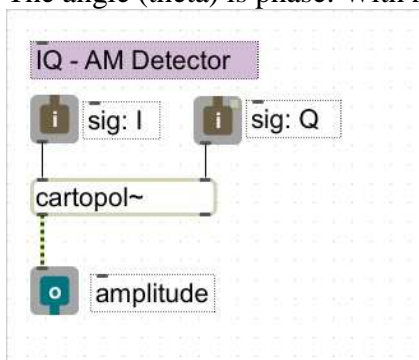 The angle (theta) is phase. With
IQ - AM Detector
i sig: I i sig: Q
cartopol~
o amplitude